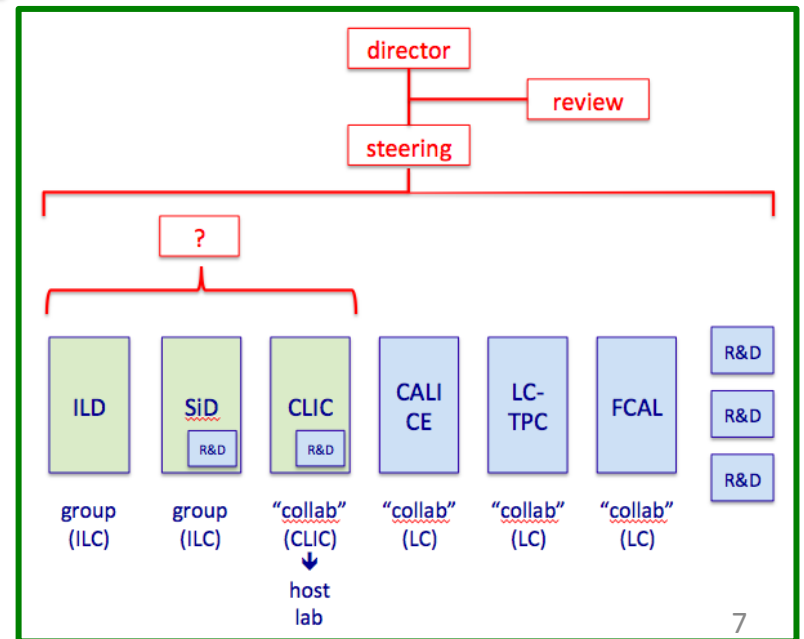 director
review
steering
?
ILD
SiD
R&D
CLIC
R&D
CALI
CE
LC-
TPC
FCAL
R&D
R&D
R&D
group
(ILC)
group
(ILC)
“collab”
(CLIC)
host
lab
“collab”
(LC)
“collab”
(LC)
“collab”
(LC)
7